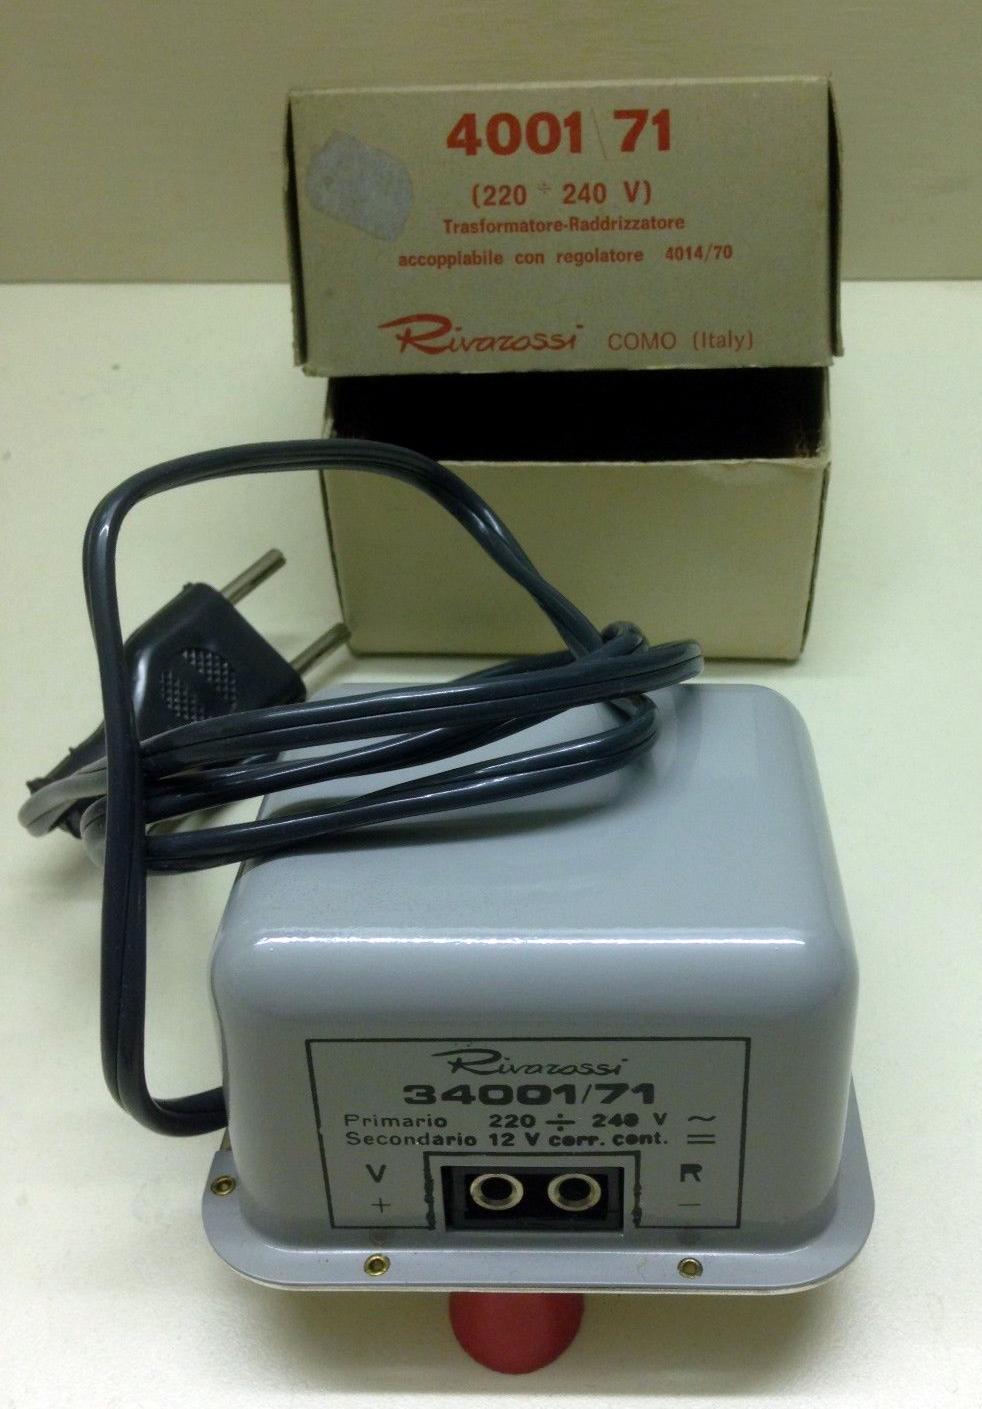 4001/71
(220 ÷ 240 V)
Trasformatore-Raddrizzatore
accoppiabile con regolatore 4014/70
Rivarossi COMO (Italy)
Rivarossi
34001/71
Primario 220 ÷ 240 V ~
Secondario 12 V corr. cont. =
V R
+ −